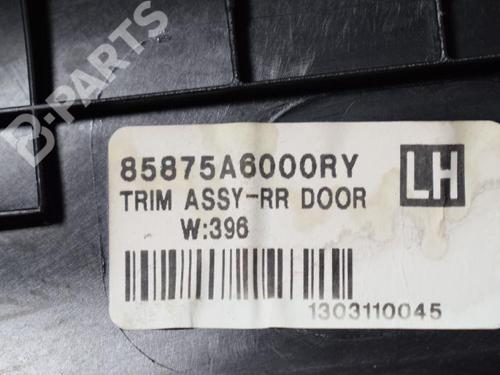 B-PARTS
85875A6000RY
LH
TRIM ASSY-RR DOOR
W:396
1303110045